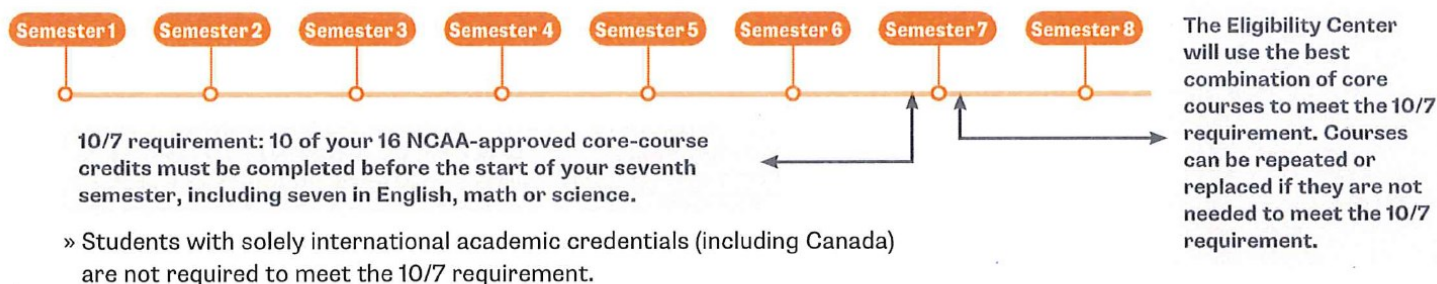 Semester 1
Semester 2
Semester 3
Semester 4
Semester 5
Semester 6
Semester 7
Semester 8
10/7 requirement: 10 of your 16 NCAA-approved core-course
credits must be completed before the start of your seventh
semester, including seven in English, math or science.
» Students with solely international academic credentials (including Canada)
are not required to meet the 10/7 requirement.
The Eligibility Center
will use the best
combination of core
courses to meet the 10/7
requirement. Courses
can be repeated or
replaced if they are not
needed to meet the 10/7
requirement.